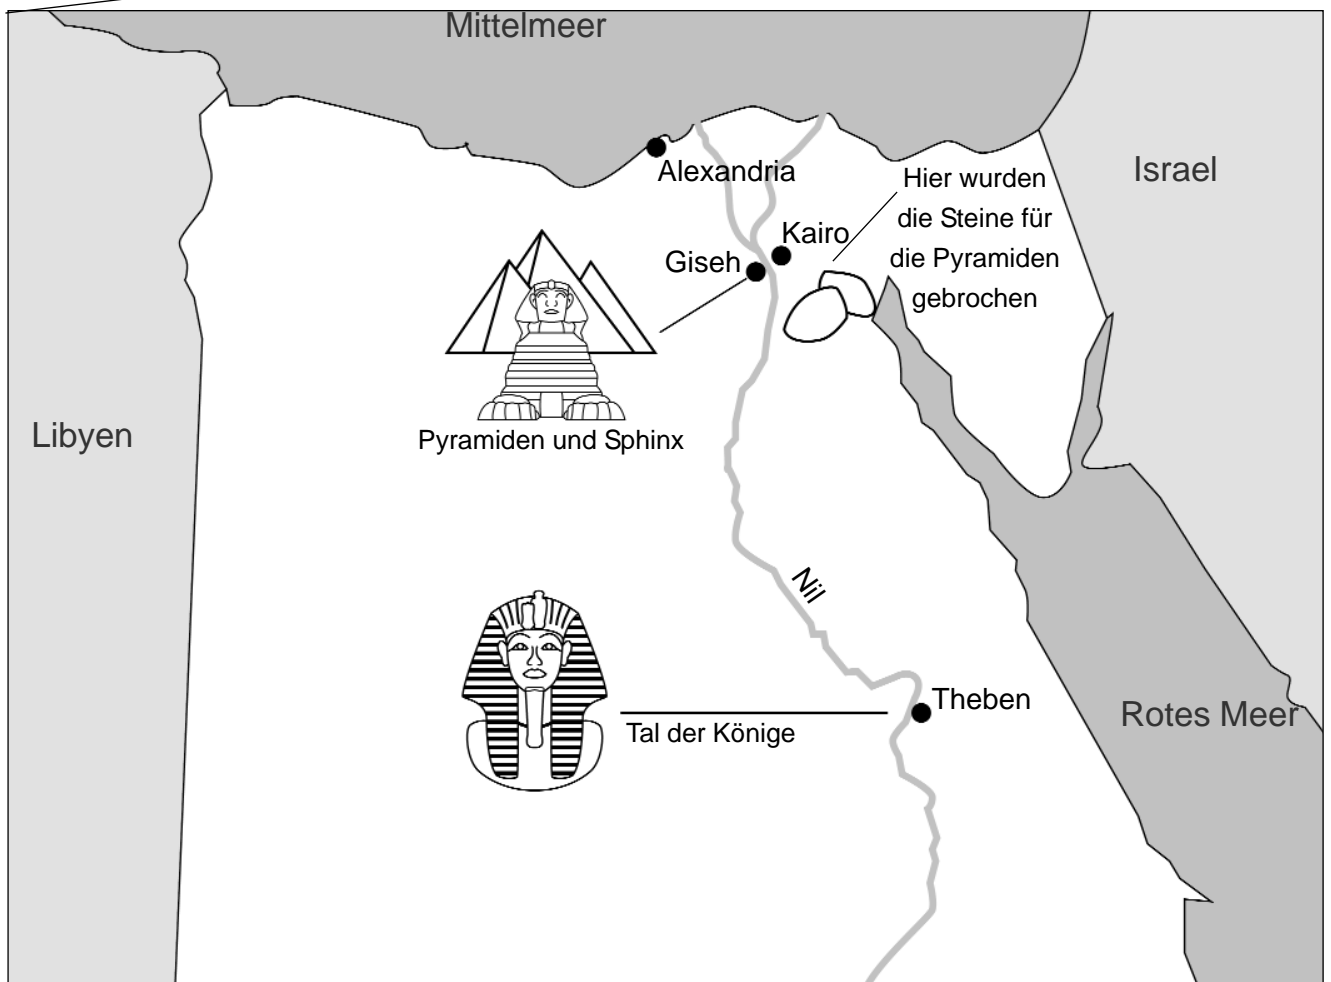 Mittelmeer
Alexandria
Israel
Hier wurden
die Steine für
die Pyramiden
gebrochen
Kairo
Giseh
Libyen
Pyramiden und Sphinx
Nil
Theben
Rotes Meer
Tal der Könige